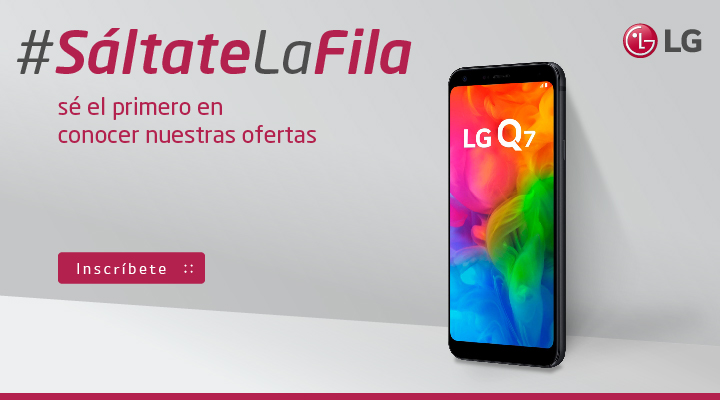 #SáltateLaFila
sé el primero en
conocer nuestras ofertas
Inscríbete
LG
LG Q7